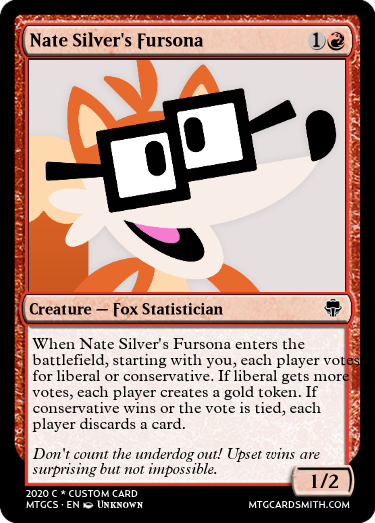 Nate Silver's Fursona 1
Creature — Fox Statistician
When Nate Silver's Fursona enters the
battlefield, starting with you, each player votes
for liberal or conservative. If liberal gets more
votes, each player creates a gold token. If
conservative wins or the vote is tied, each
player discards a card.
Don't count the underdog out! Upset wins are
surprising but not impossible.
1/2
2020 C * CUSTOM CARD
MTGCS · EN Unknown
MTGCARDSMITH.COM